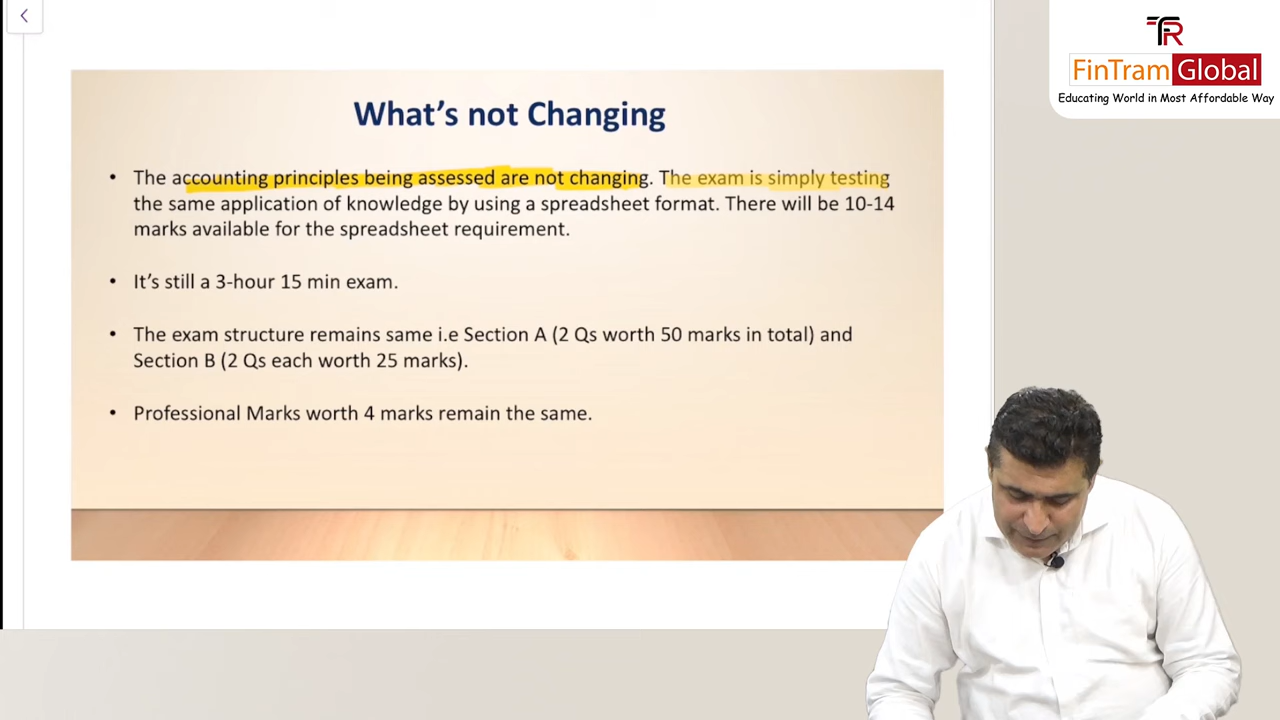 TR
FinTram Global
Educating World in Most Affordable Way
What's not Changing
• The accounting principles being assessed are not changing. The exam is simply testing
the same application of knowledge by using a spreadsheet format. There will be 10-14
marks available for the spreadsheet requirement.
• It's still a 3-hour 15 min exam.
• The exam structure remains same i.e Section A (2 Qs worth 50 marks in total) and
Section B (2 Qs each worth 25 marks).
• Professional Marks worth 4 marks remain the same.